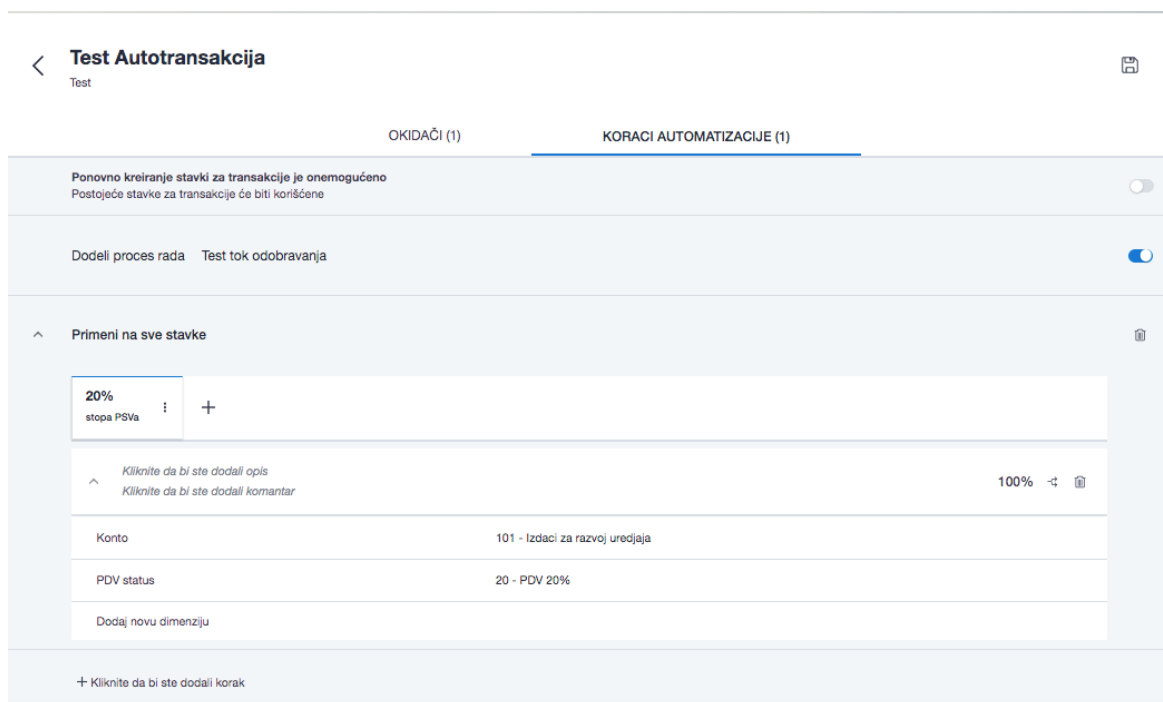 Test Autotransakcija
Test
OKIDAČI (1) KORACI AUTOMATIZACIJE (1)
Ponovno kreiranje stavki za transakcije je onemogućeno
Postojeće stavke za transakcije će biti korišćene
Dodeli proces rada Test tok odobravanja
Primeni na sve stavke
20%
stopa PSVa
Kliknite da bi ste dodali opis
Kliknite da bi ste dodali komantar
100%
Konto 101 - Izdaci za razvoj uredjaja
PDV status 20 - PDV 20%
Dodaj novu dimenziju
+ Kliknite da bi ste dodali korak